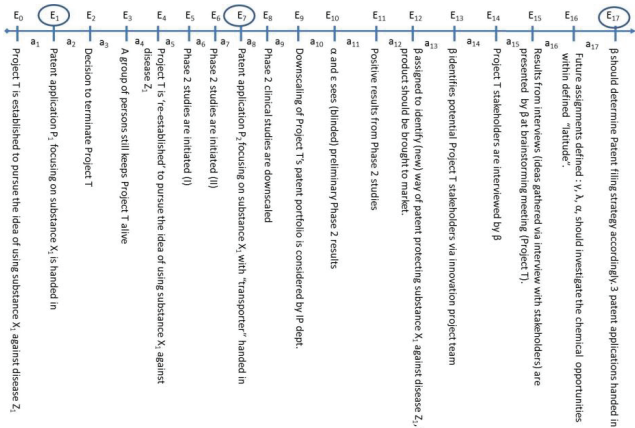 E0 E1 E2 E3 E4 E5 E6 E7 E8 E9 E10 E11 E12 E13 E14 E15 E16 E17
a1 a2 a3 a4 a5 a6 a7 a8 a9 a10 a11 a12 a13 a14 a15 a16 a17
Project T is established to pursue the idea of using substance X1 against disease Z1
Patent application P1 focusing on substance X1 is handed in
Decision to terminate Project T
A group of persons still keeps Project T alive
Project T is 're-established' to pursue the idea of using substance X1 against
disease Z1
Phase 2 studies are initiated (I)
Phase 2 studies are initiated (II)
Patent application P2 focusing on substance X1 with "transporter" handed in
Phase 2 clinical studies are downscaled
Downscaling of Project T's patent portfolio is considered by IP dept.
α and ε sees (blinded) preliminary Phase 2 results
Positive results from Phase 2 studies
β assigned to identify (new) way of patent protecting substance X1 against disease Z1,
product should be brought to market.
β identifies potential Project T stakeholders via innovation project team
Project T stakeholders are interviewed by β
Results from interviews (ideas gathered via interview with stakeholders) are
presented by β at brainstorming meeting (Project T).
Future assignments defined : γ, λ, α, should investigate the chemical opportunities
within defined "latitude".
β should determine Patent filing strategy accordingly. 3 patent applications handed in